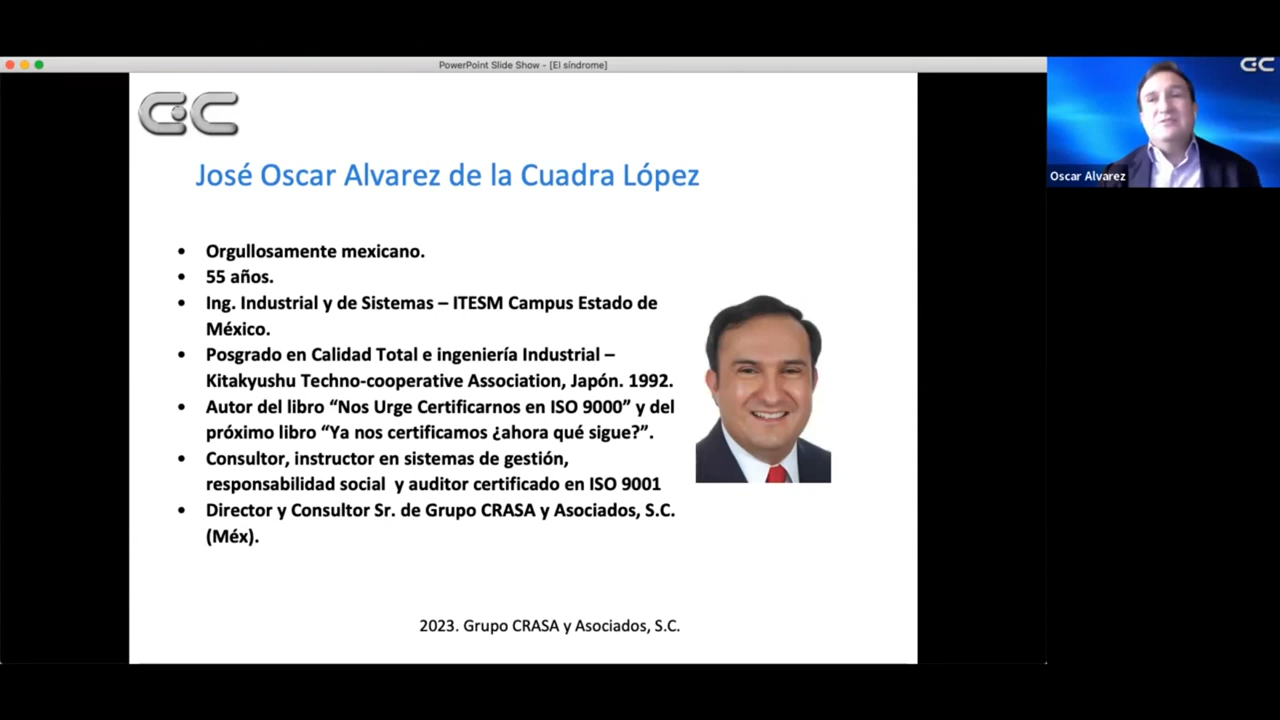 PowerPoint Slide Show - [El síndrome]
GC
GC
Oscar Alvarez
José Oscar Alvarez de la Cuadra López
• Orgullosamente mexicano.
• 55 años.
• Ing. Industrial y de Sistemas – ITESM Campus Estado de
México.
• Posgrado en Calidad Total e ingeniería Industrial –
Kitakyushu Techno-cooperative Association, Japón. 1992.
• Autor del libro “Nos Urge Certificarnos en ISO 9000” y del
próximo libro “Ya nos certificamos ¿ahora qué sigue?”.
• Consultor, instructor en sistemas de gestión,
responsabilidad social  y auditor certificado en ISO 9001
• Director y Consultor Sr. de Grupo CRASA y Asociados, S.C.
(Méx).
2023. Grupo CRASA y Asociados, S.C.